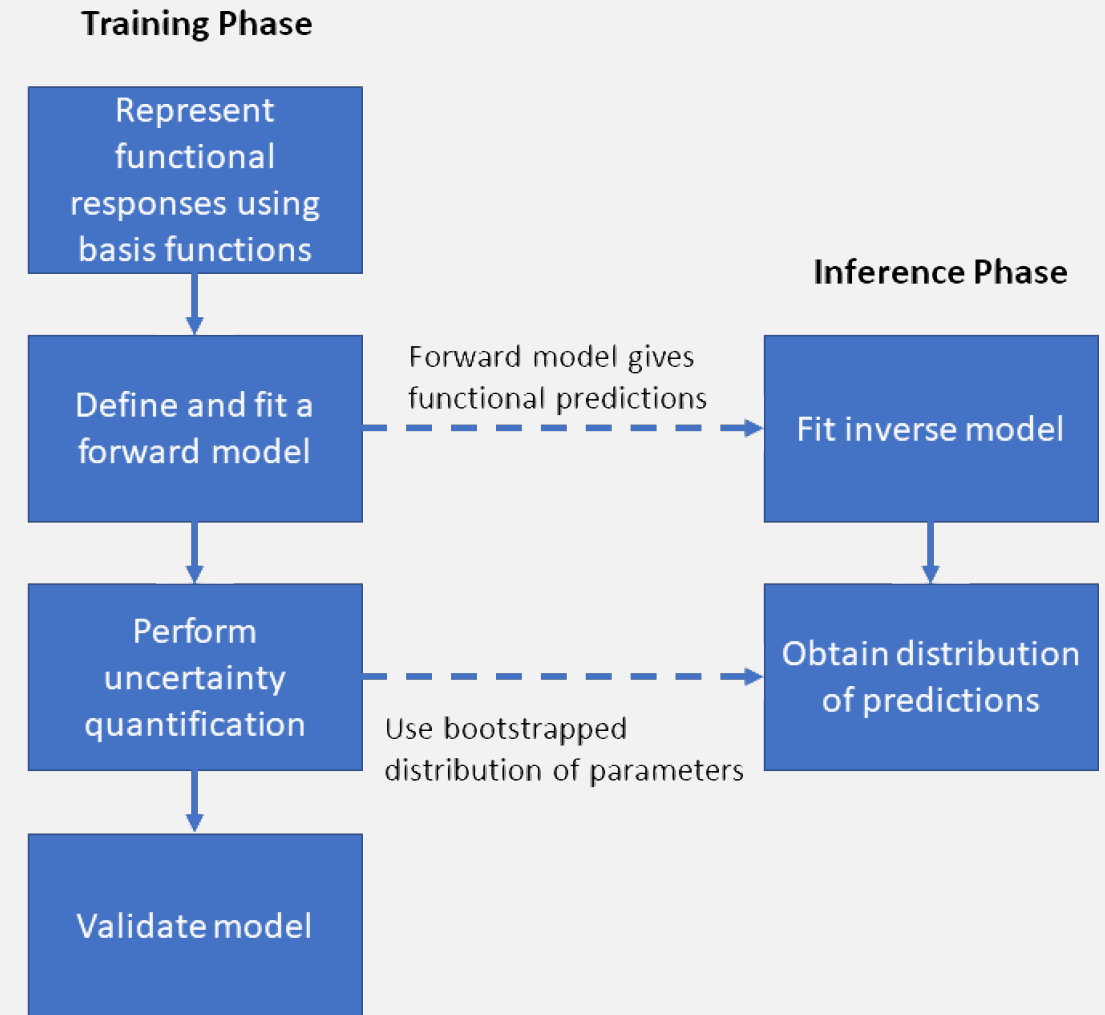 Training Phase
Represent
functional
responses using
basis functions
Inference Phase
Define and fit a
forward model
Forward model gives
functional predictions
Fit inverse model
Perform
uncertainty
quantification
Use bootstrapped
distribution of parameters
Obtain distribution
of predictions
Validate model